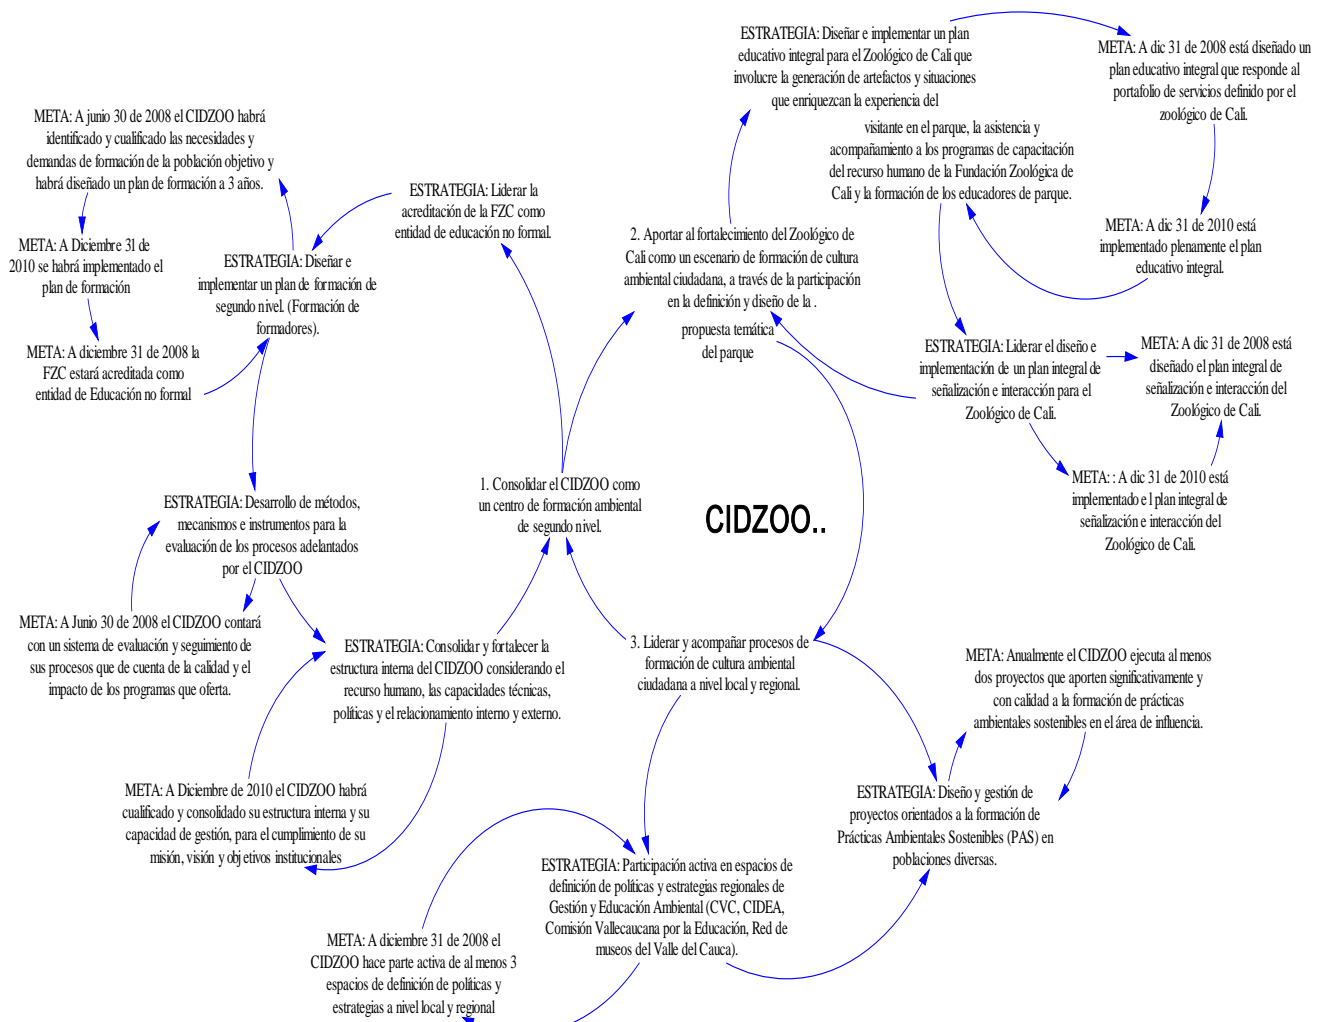 ESTRATEGIA: Diseñar e implementar un plan
educativo integral para el Zoológico de Cali que
involucre la generación de artefactos y situaciones
que enriquezcan la experiencia del
visitante en el parque, la asistencia y
acompañamiento a los programas de capacitación
del recurso humano de la Fundación Zoológica de
Cali y la formación de los educadores de parque.
META: A dic 31 de 2008 está diseñado un
plan educativo integral que responde al
portafolio de servicios definido por el
zoológico de Cali.
META: A dic 31 de 2010 está
implementado plenamente el plan
educativo integral.
META: A junio 30 de 2008 el CIDZOO habrá
identificado y cualificado las necesidades y
demandas de formación de la población objetivo y
habrá diseñado un plan de formación a 3 años.
META: A Diciembre 31 de
2010 se habrá implementado el
plan de formación
META: A diciembre 31 de 2008 la
FZC estará acreditada como
entidad de Educación no formal
ESTRATEGIA: Diseñar e
implementar un plan de formación de
segundo nivel. (Formación de
formadores).
ESTRATEGIA: Liderar la
acreditación de la FZC como
entidad de educación no formal.
2. Aportar al fortalecimiento del Zoológico de
Cali como un escenario de formación de cultura
ambiental ciudadana, a través de la participación
en la definición y diseño de la .
propuesta temática
del parque
ESTRATEGIA: Liderar el diseño e
implementación de un plan integral de
señalización e interacción para el
Zoológico de Cali.
META: A dic 31 de 2008 está
diseñado el plan integral de
señalización e interacción del
Zoológico de Cali.
META: : A dic 31 de 2010 está
implementado e l plan integral de
señalización e interacción del
Zoológico de Cali.
1. Consolidar el CIDZOO como
un centro de formación ambiental
de segundo nivel.
CIDZOO..
ESTRATEGIA: Desarrollo de métodos,
mecanismos e instrumentos para la
evaluación de los procesos adelantados
por el CIDZOO
META: A Junio 30 de 2008 el CIDZOO contará
con un sistema de evaluación y seguimiento de
sus procesos que de cuenta de la calidad y el
impacto de los programas que oferta.
ESTRATEGIA: Consolidar y fortalecer la
estructura interna del CIDZOO considerando el
recurso humano, las capacidades técnicas,
políticas y el relacionamiento interno y externo.
3. Liderar y acompañar procesos de
formación de cultura ambiental
ciudadana a nivel local y regional.
META: Anualmente el CIDZOO ejecuta al menos
dos proyectos que aporten significativamente y
con calidad a la formación de prácticas
ambientales sostenibles en el área de influencia.
META: A Diciembre de 2010 el CIDZOO habrá
cualificado y consolidado su estructura interna y su
capacidad de gestión, para el cumplimiento de su
misión, visión y objetivos institucionales
ESTRATEGIA: Diseño y gestión de
proyectos orientados a la formación de
Prácticas Ambientales Sostenibles (PAS) en
poblaciones diversas.
ESTRATEGIA: Participación activa en espacios de
definición de políticas y estrategias regionales de
Gestión y Educación Ambiental (CVC, CIDEA,
Comisión Vallecaucana por la Educación, Red de
museos del Valle del Cauca).
META: A diciembre 31 de 2008 el
CIDZOO hace parte activa de al menos 3
espacios de definición de políticas y
estrategias a nivel local y regional